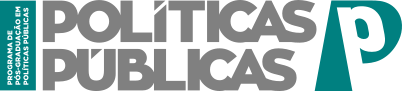 PROGRAMA DE
PÓS-GRADUAÇÃO EM
POLÍTICAS PÚBLICAS
POLÍTICAS
PÚBLICAS
P